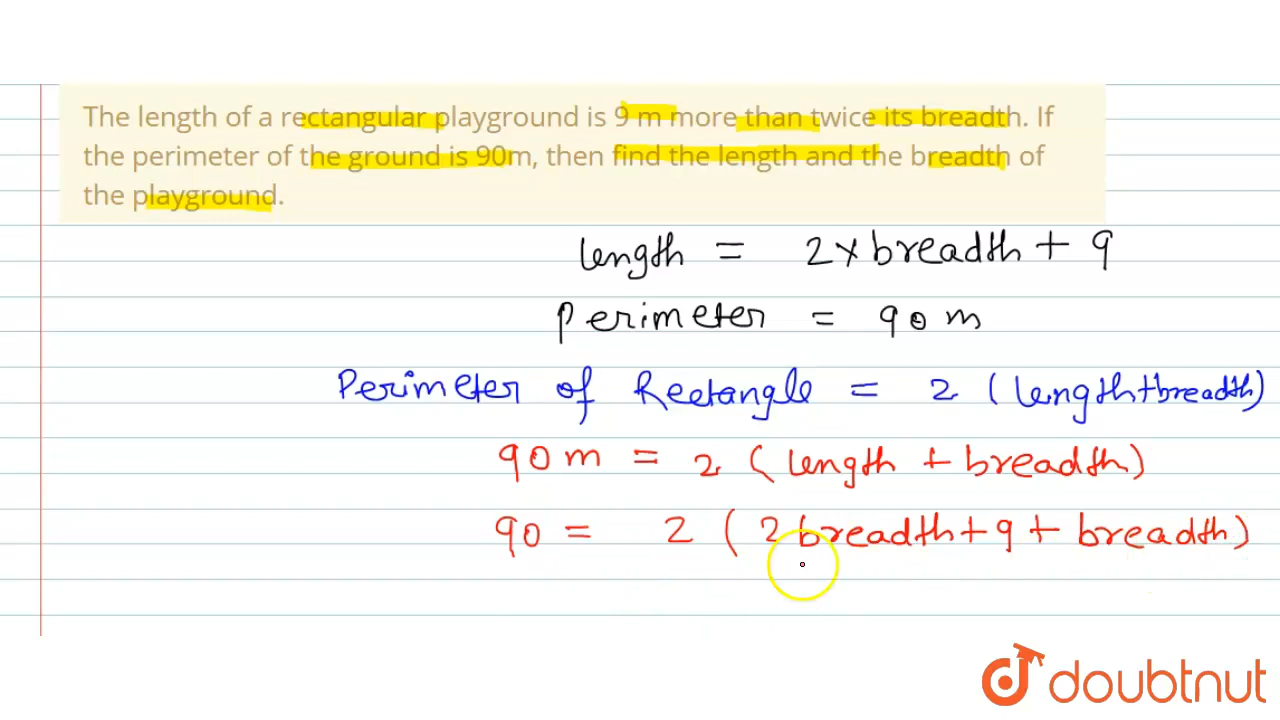 The length of a rectangular playground is 9 m more than twice its breadth. If
the perimeter of the ground is 90m, then find the length and the breadth of
the playground.
length = 2×breadth + 9
Perimeter = 90 m
Perimeter of Rectangle = 2 (length+breadth)
90 m = 2 (length + breadth)
90 = 2 ( 2 breadth + 9 + breadth)
doubtnut